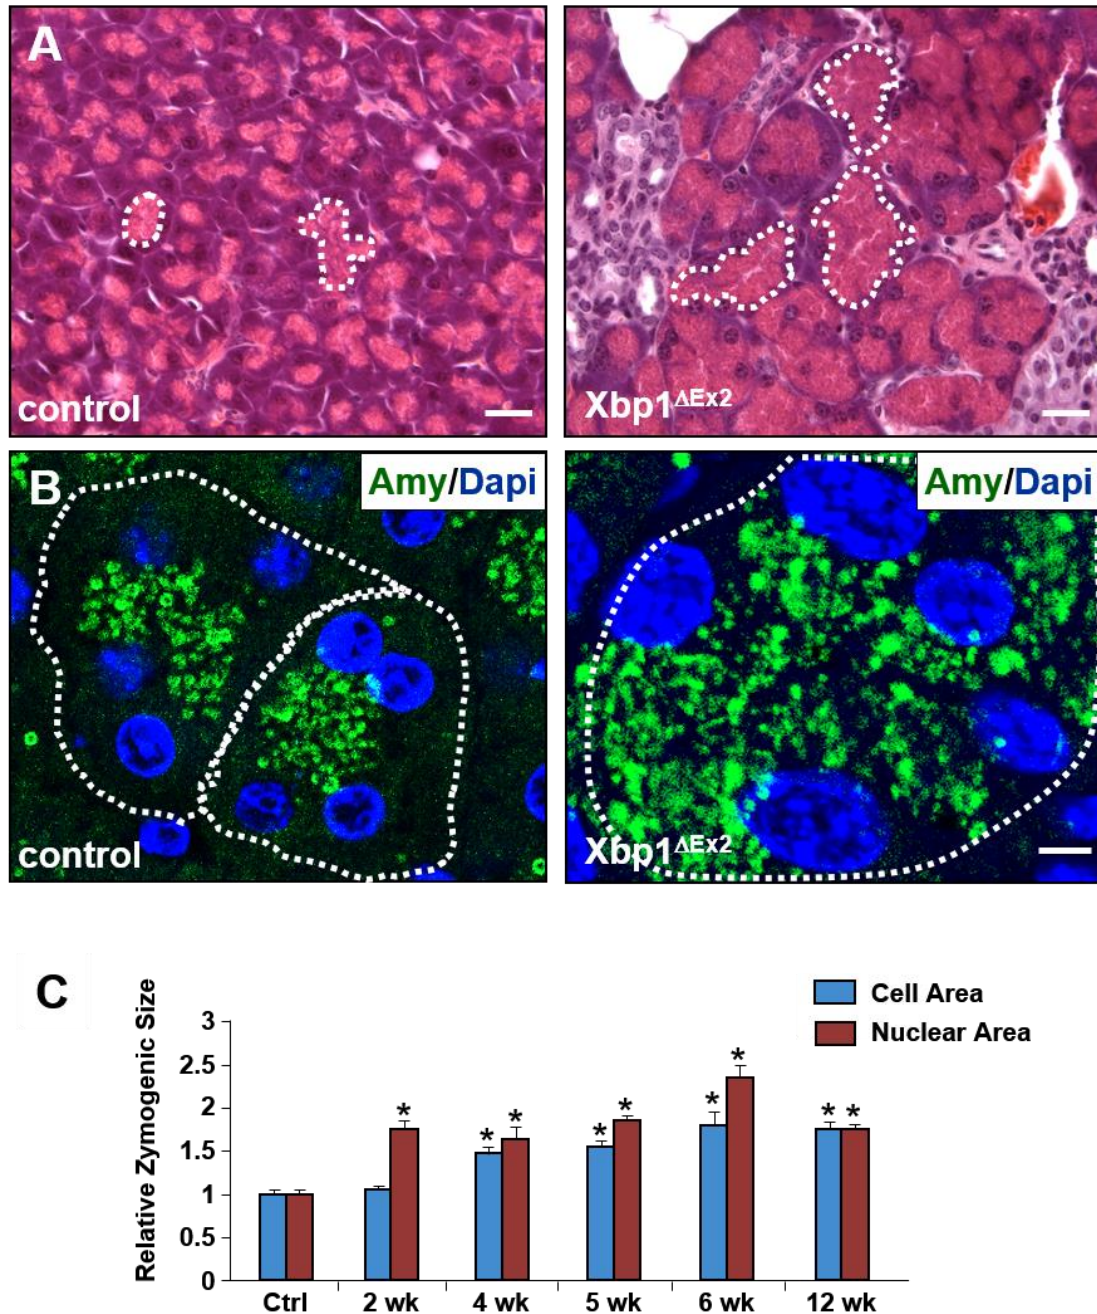 A
control
Xbp1ΔEx2
B
Amy/Dapi
control
Amy/Dapi
Xbp1ΔEx2
C
Cell Area
Nuclear Area
Relative Zymogenic Size
3
2.5
2
1.5
1
0.5
0
* * * * * * * * *
Ctrl 2 wk 4 wk 5 wk 6 wk 12 wk